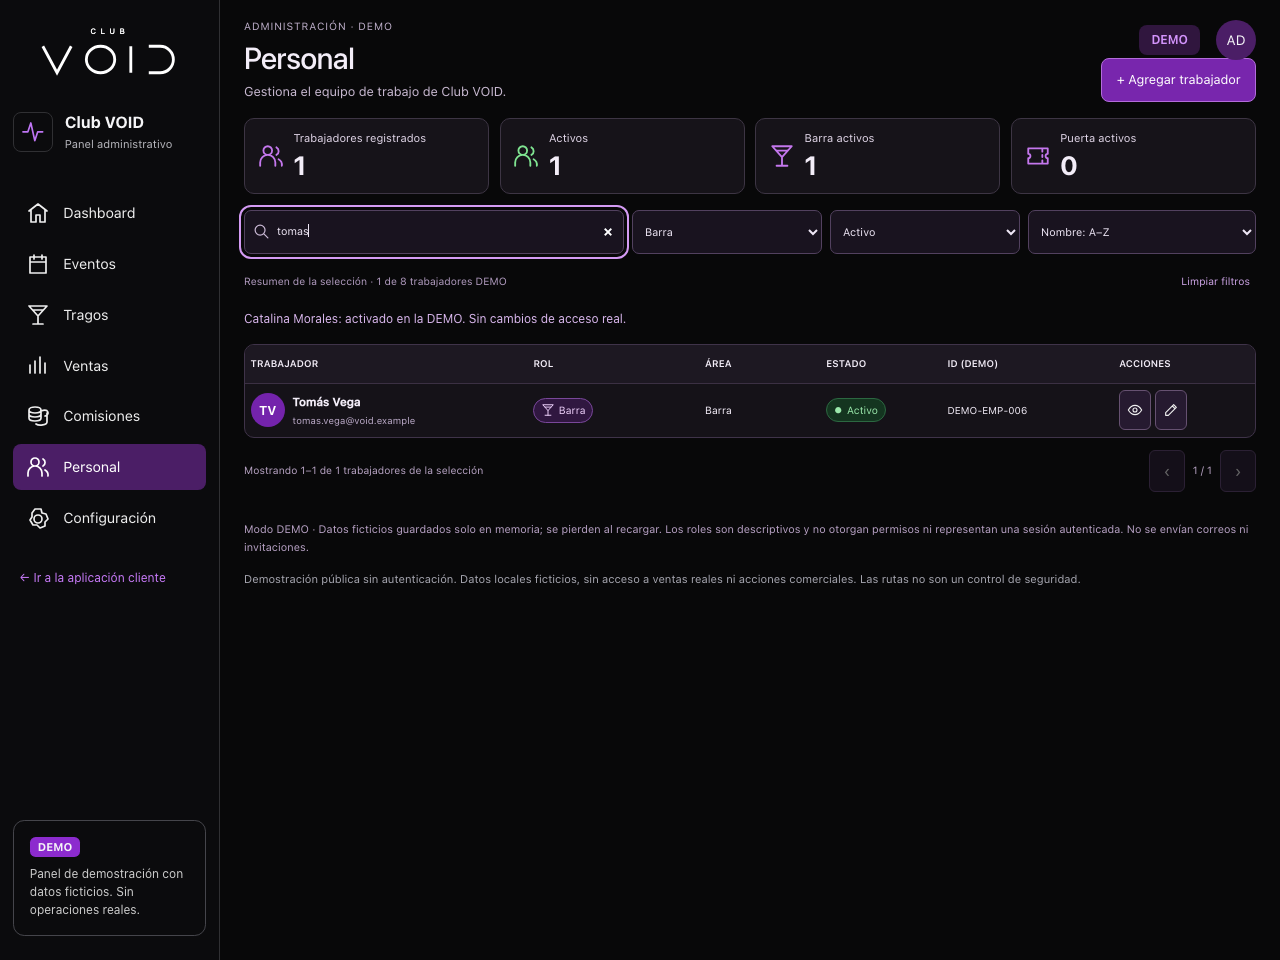 CLUB
VOID
Club VOID
Panel administrativo
Dashboard
Eventos
Tragos
Ventas
Comisiones
Personal
Configuración
← Ir a la aplicación cliente
DEMO
Panel de demostración con
datos ficticios. Sin
operaciones reales.
ADMINISTRACIÓN · DEMO
Personal
Gestiona el equipo de trabajo de Club VOID.
DEMO
AD
+ Agregar trabajador
Trabajadores registrados
1
Activos
1
Barra activos
1
Puerta activos
0
tomas
Barra
Activo
Nombre: A–Z
Resumen de la selección · 1 de 8 trabajadores DEMO
Limpiar filtros
Catalina Morales: activado en la DEMO. Sin cambios de acceso real.
TRABAJADOR ROL ÁREA ESTADO ID (DEMO) ACCIONES
TV
Tomás Vega
tomas.vega@void.example
Barra
Barra
Activo
DEMO-EMP-006
Mostrando 1–1 de 1 trabajadores de la selección
‹ 1 / 1 ›
Modo DEMO · Datos ficticios guardados solo en memoria; se pierden al recargar. Los roles son descriptivos y no otorgan permisos ni representan una sesión autenticada. No se envían correos ni
invitaciones.
Demostración pública sin autenticación. Datos locales ficticios, sin acceso a ventas reales ni acciones comerciales. Las rutas no son un control de seguridad.